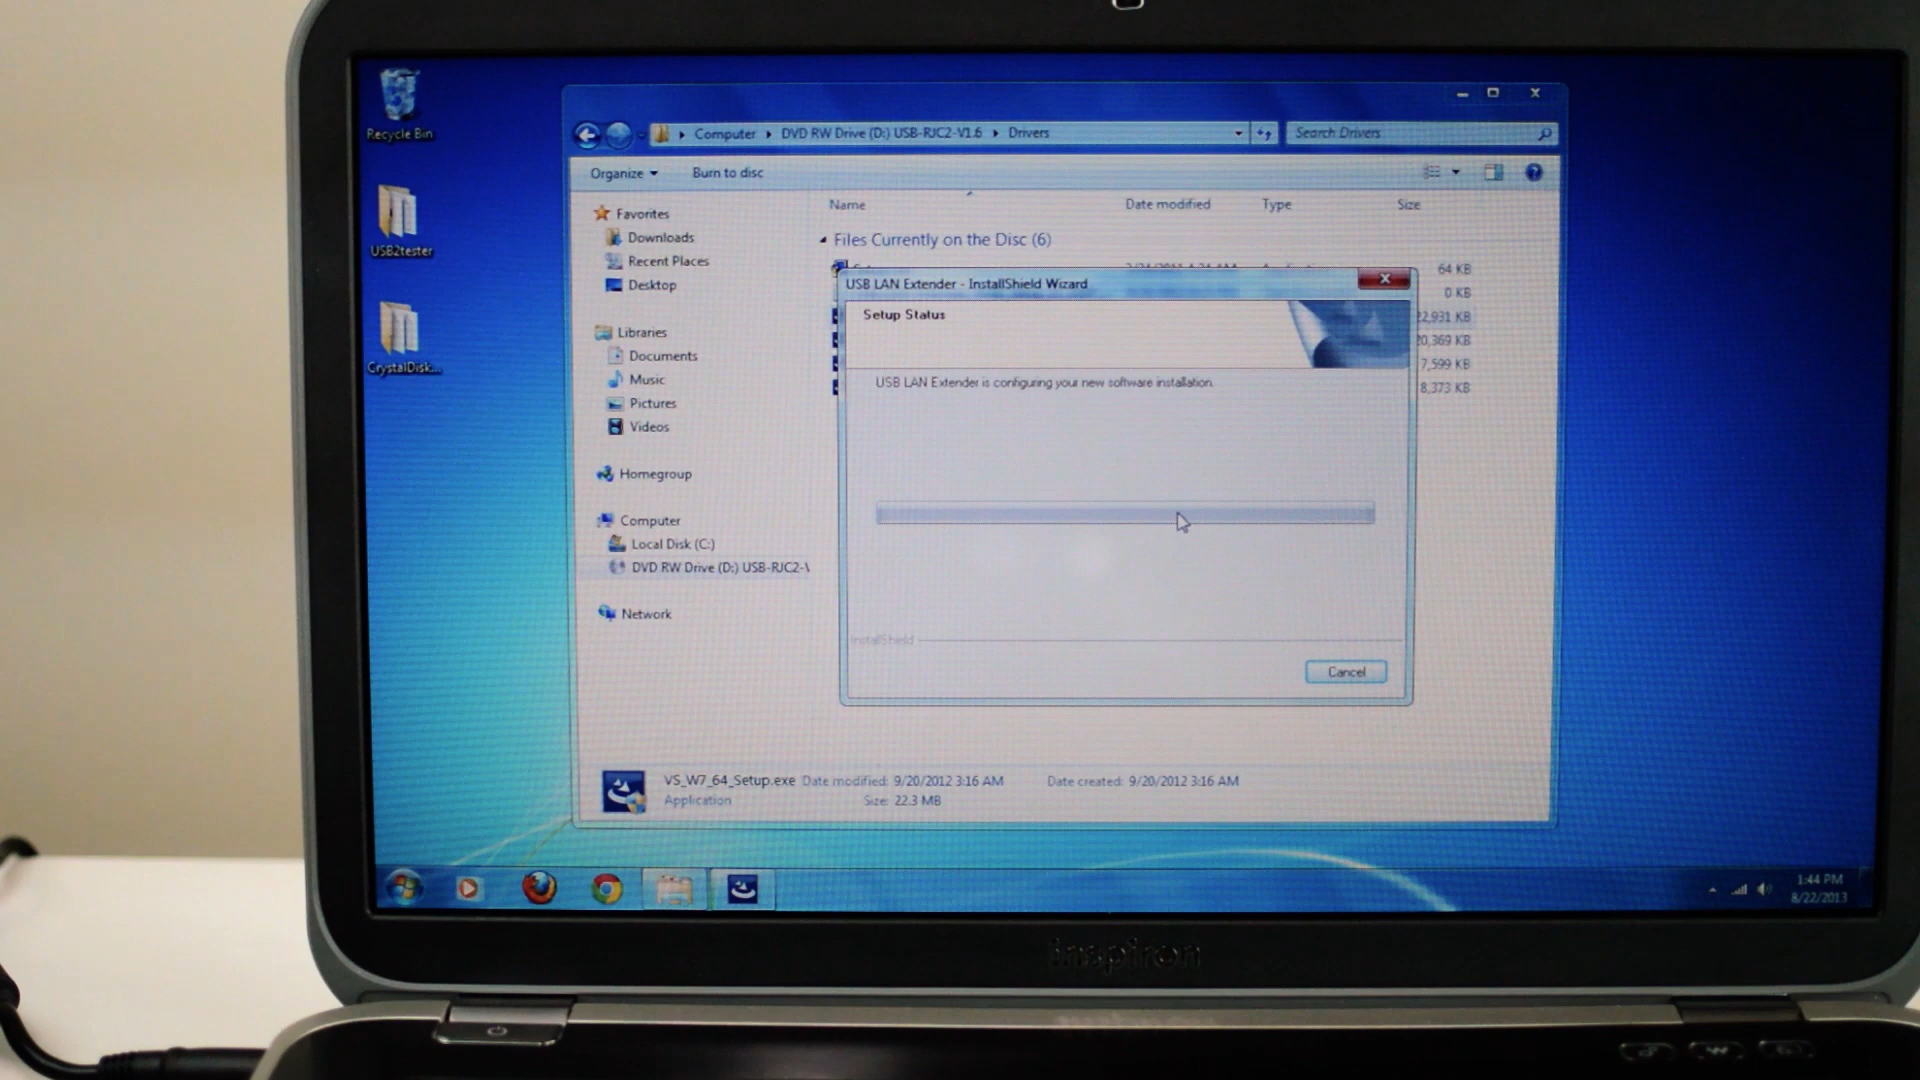 Recycle Bin
USB2tester
CrystalDisk...
Computer DVD RW Drive (D:) USB-RJC2-V1.6 Drivers
Search Drivers
Organize Burn to disc
Name Date modified Type Size
Favorites
Downloads
Recent Places
Desktop
Libraries
Documents
Music
Pictures
Videos
Homegroup
Computer
Local Disk (C:)
DVD RW Drive (D:) USB-RJC2-\
Network
Files Currently on the Disc (6)
64 KB
0 KB
22,931 KB
20,369 KB
7,599 KB
8,373 KB
USB LAN Extender - InstallShield Wizard
Setup Status
USB LAN Extender is configuring your new software installation.
InstallShield
Cancel
VS_W7_64_Setup.exe Date modified: 9/20/2012 3:16 AM Date created: 9/20/2012 3:16 AM
Application Size: 22.3 MB
1:44 PM
8/22/2013
inspiron